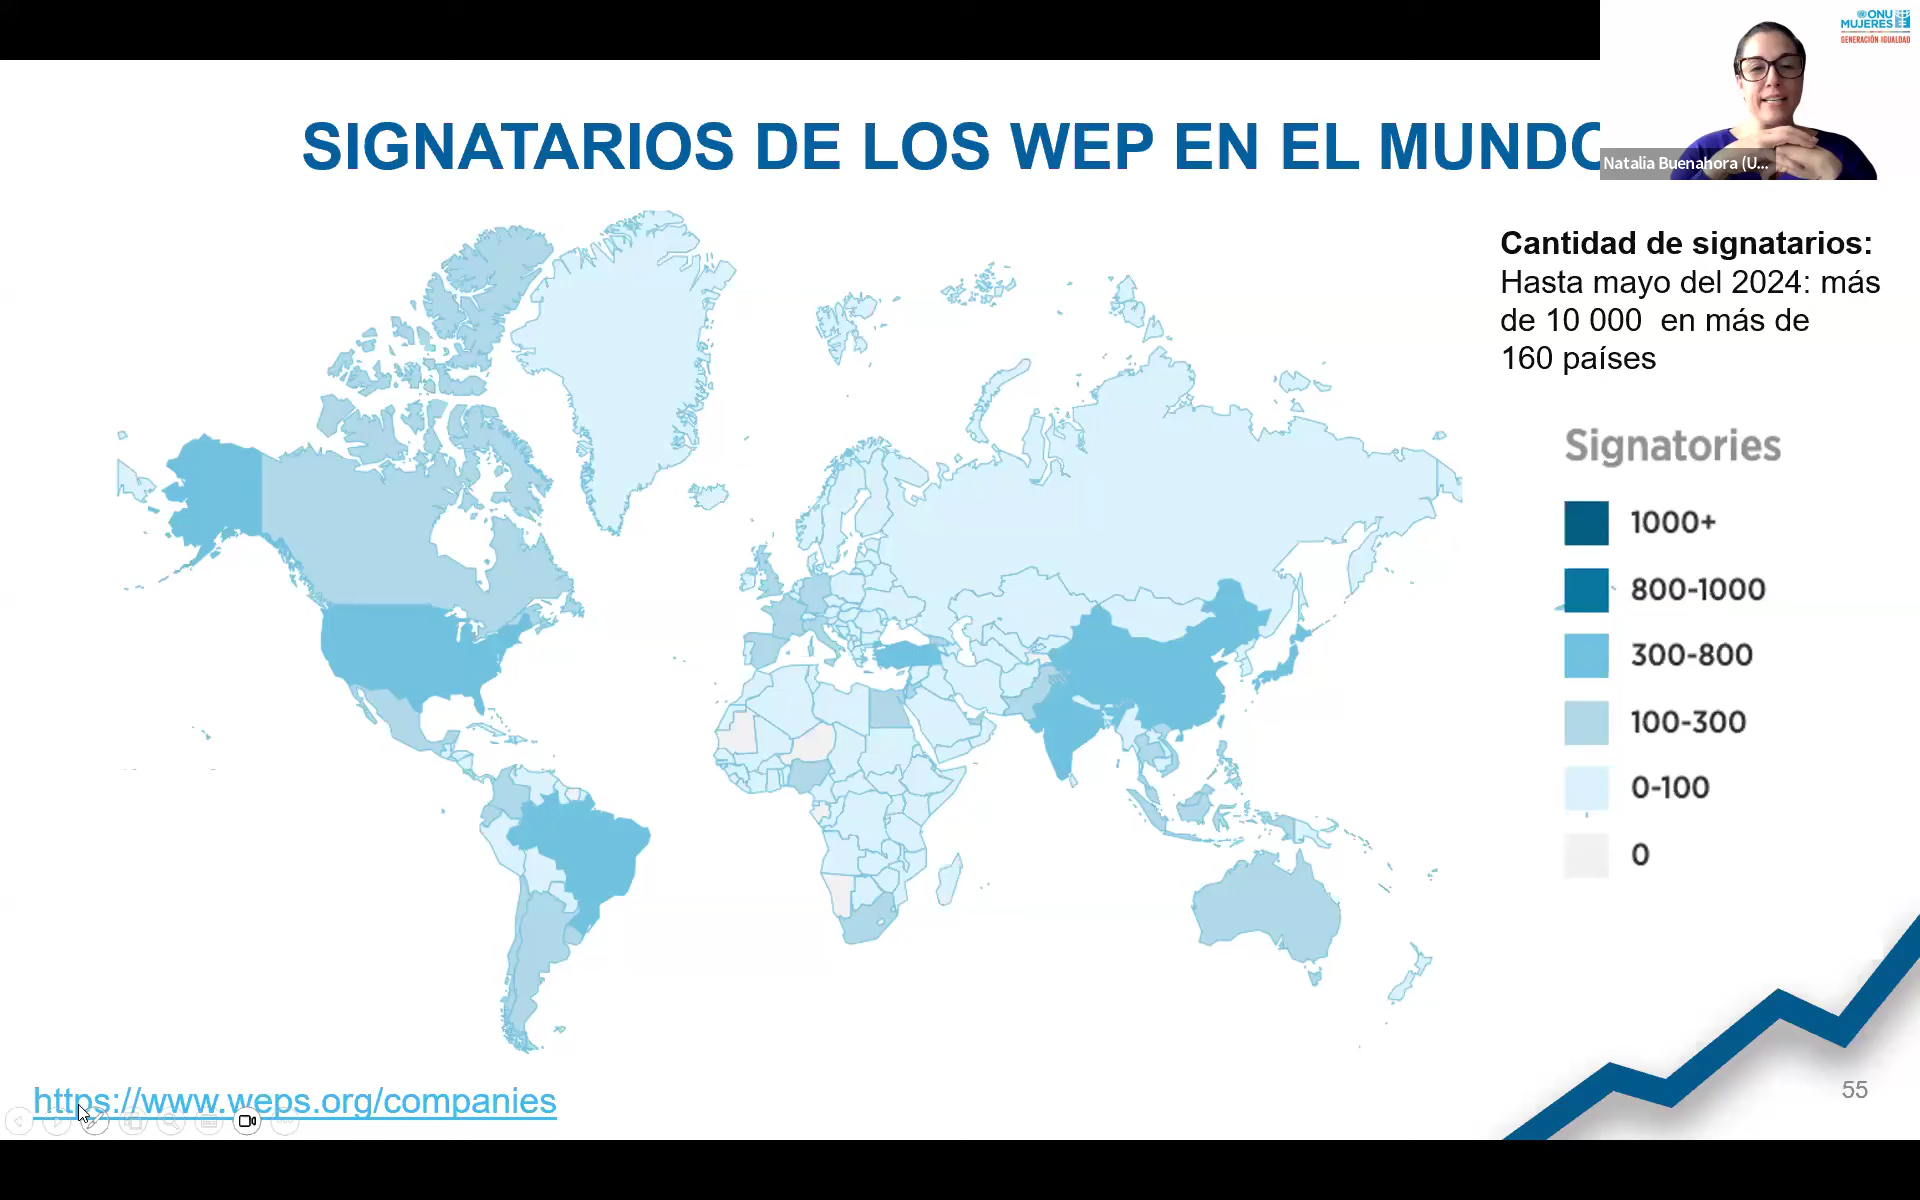 ONU
MUJERES
GENERACIÓN IGUALDAD
SIGNATARIOS DE LOS WEP EN EL MUNDO
Natalia Buenahora (U...
Cantidad de signatarios:
Hasta mayo del 2024: más
de 10 000 en más de
160 países
Signatories
1000+
800-1000
300-800
100-300
0-100
0
https://www.weps.org/companies
55